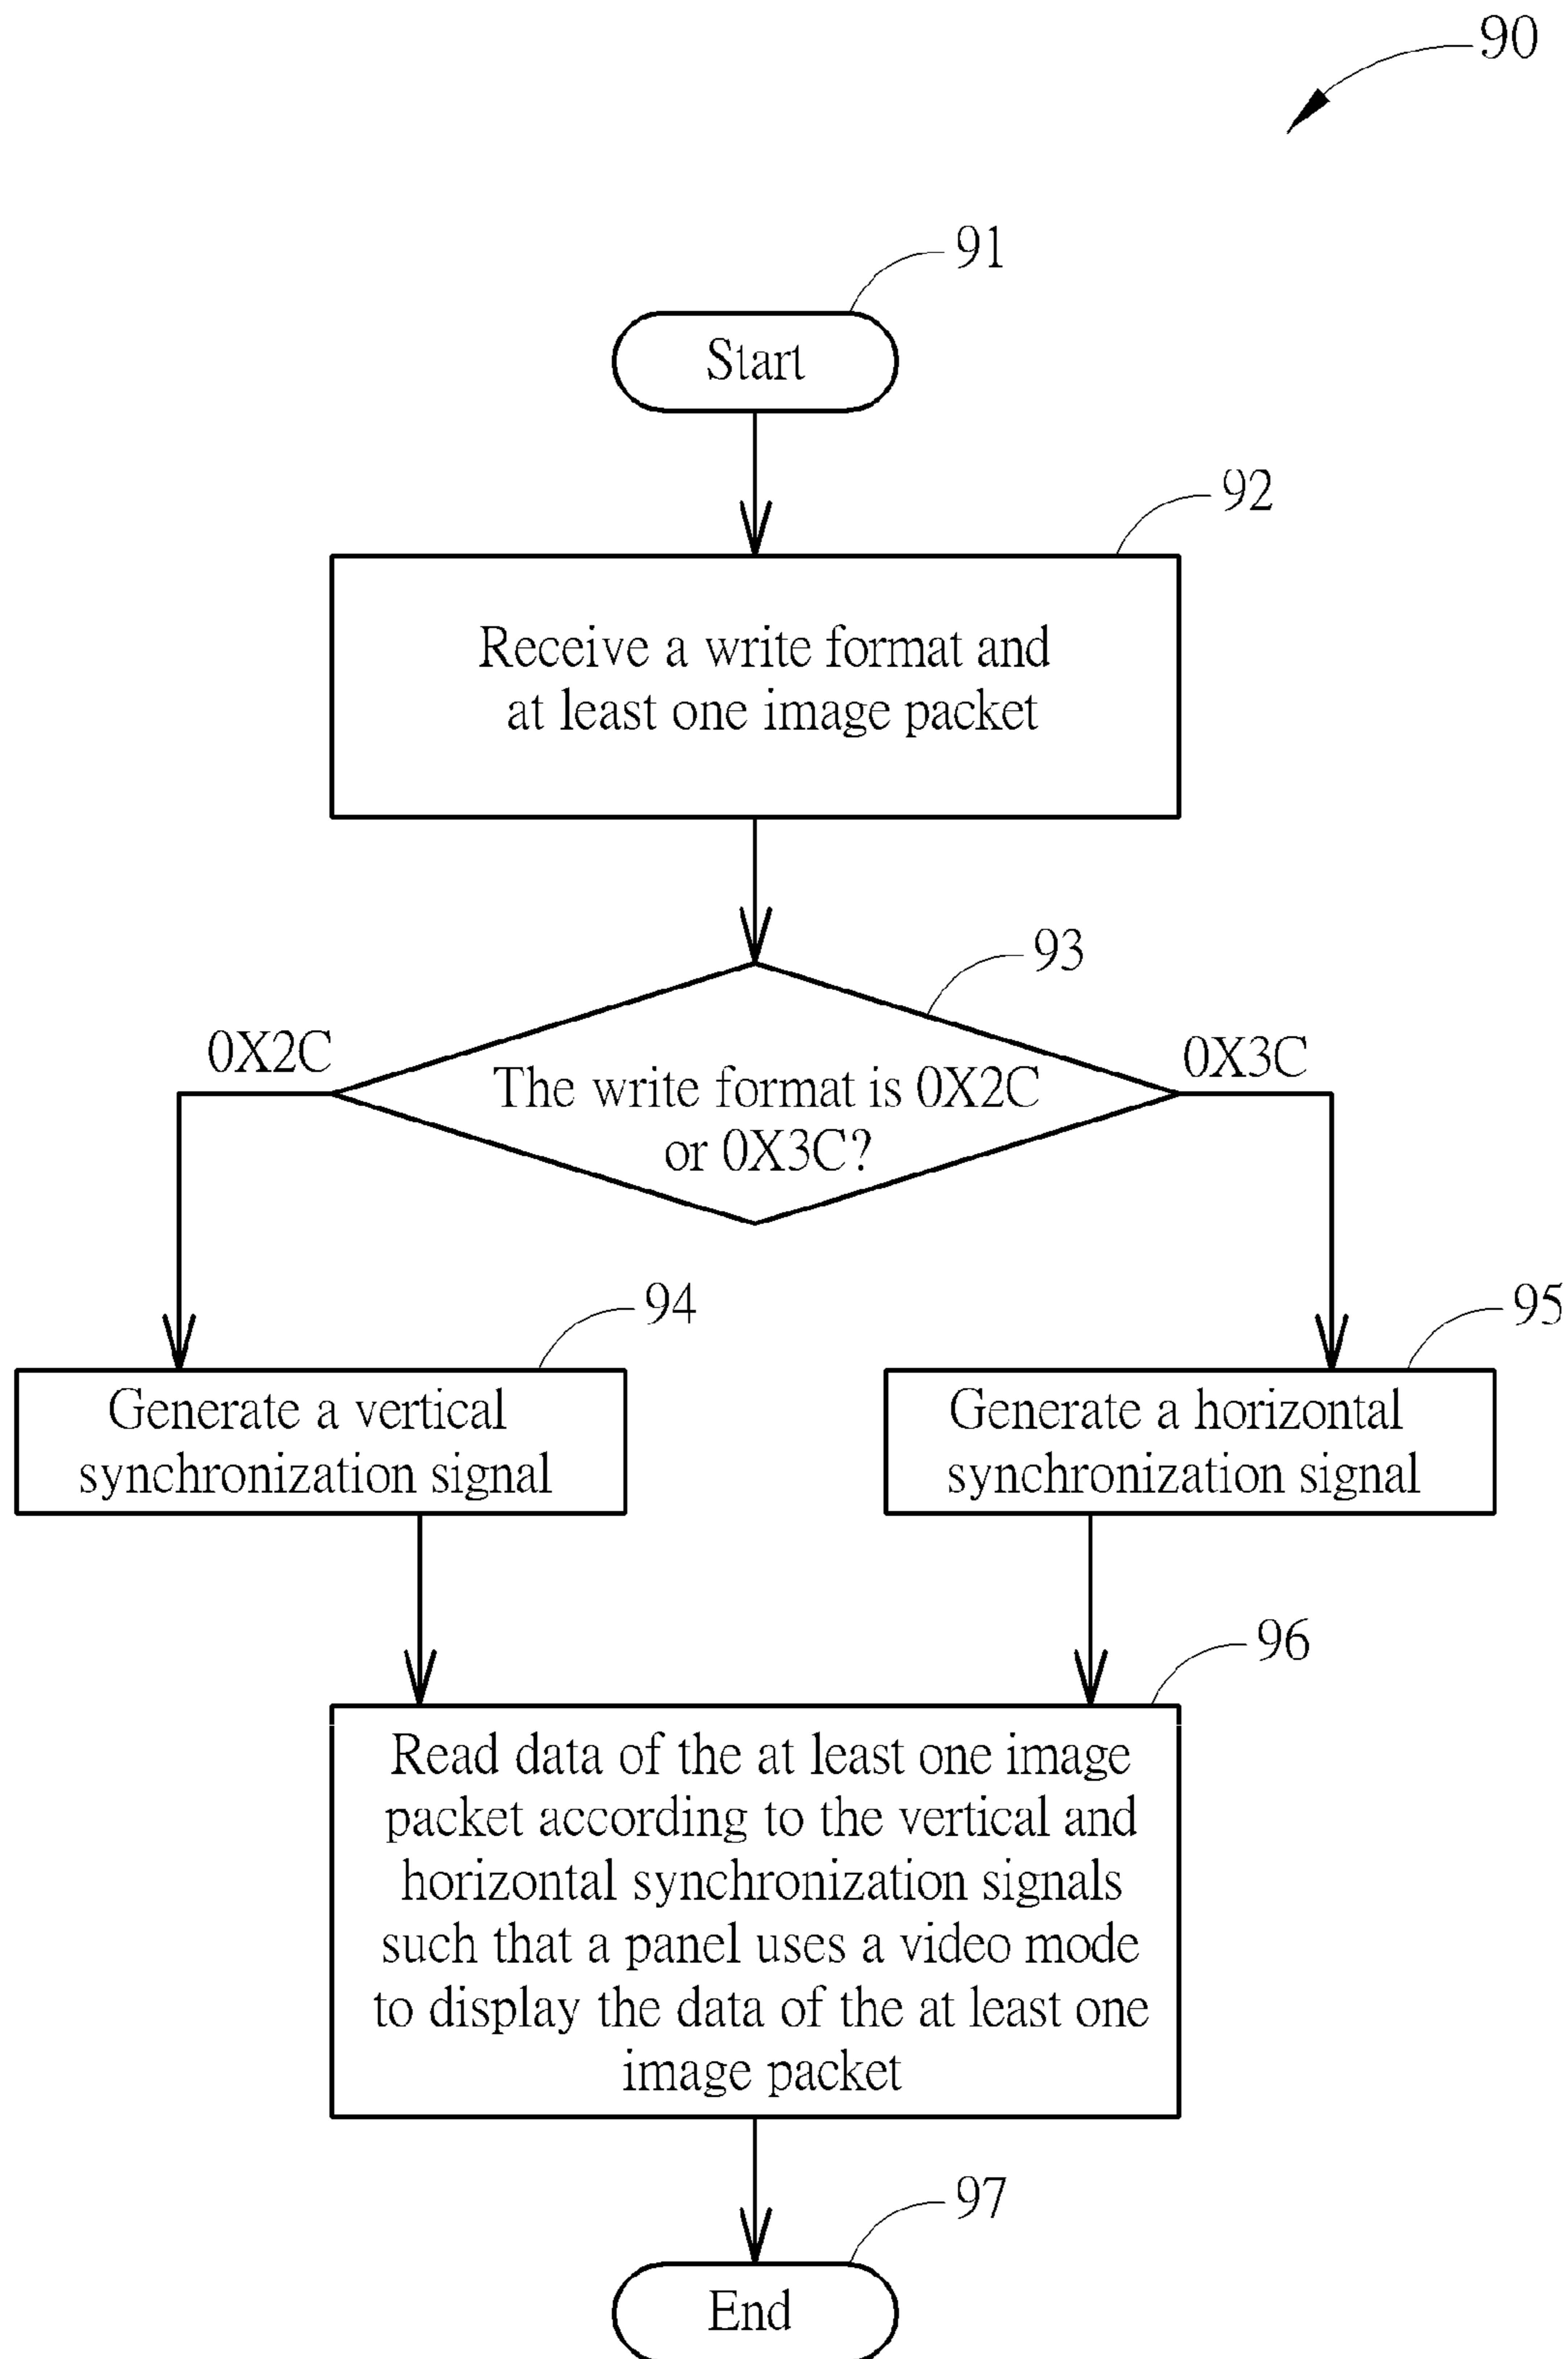 90
91
Start
92
Receive a write format and
at least one image packet
93
0X2C
0X3C
The write format is 0X2C
or 0X3C?
94
95
Generate a vertical
synchronization signal
Generate a horizontal
synchronization signal
96
Read data of the at least one image
packet according to the vertical and
horizontal synchronization signals
such that a panel uses a video mode
to display the data of the at least one
image packet
97
End